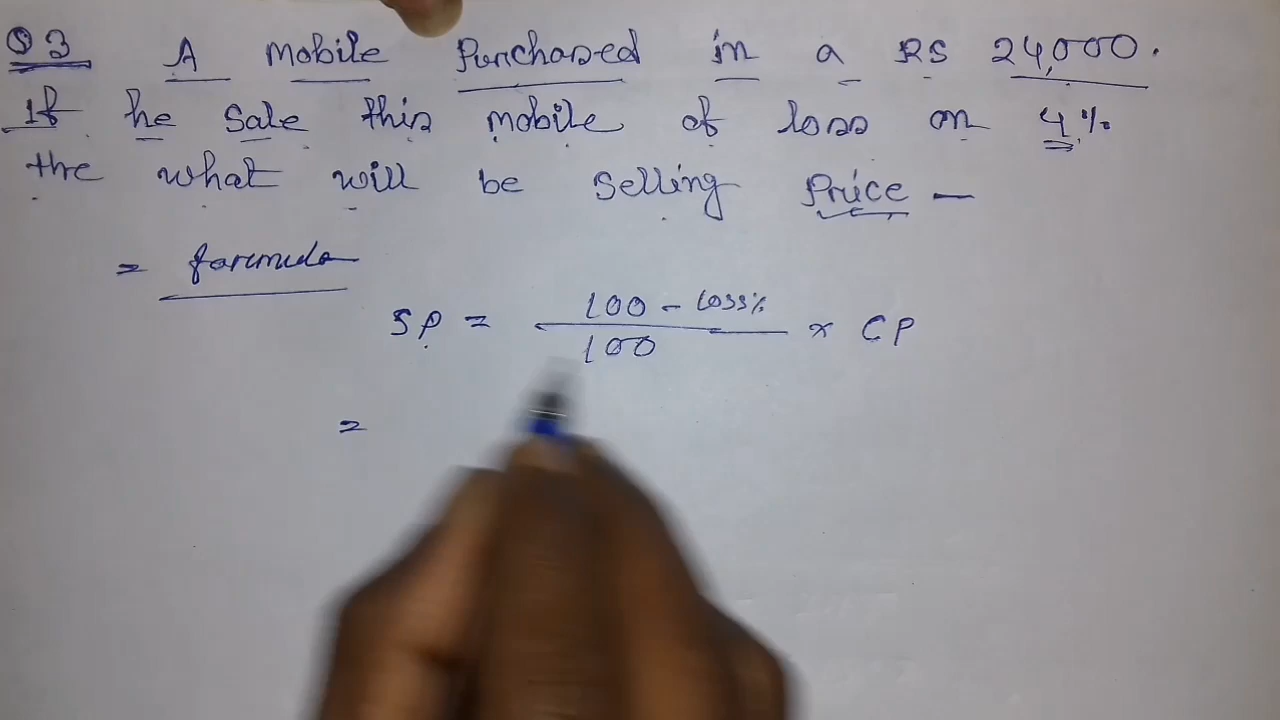 Q3 A mobile Purchased in a RS 24,000.
If he sale this mobile of loss on 4%
the what will be selling Price —
= formula
SP = 100 - Loss% / 100 × CP
=